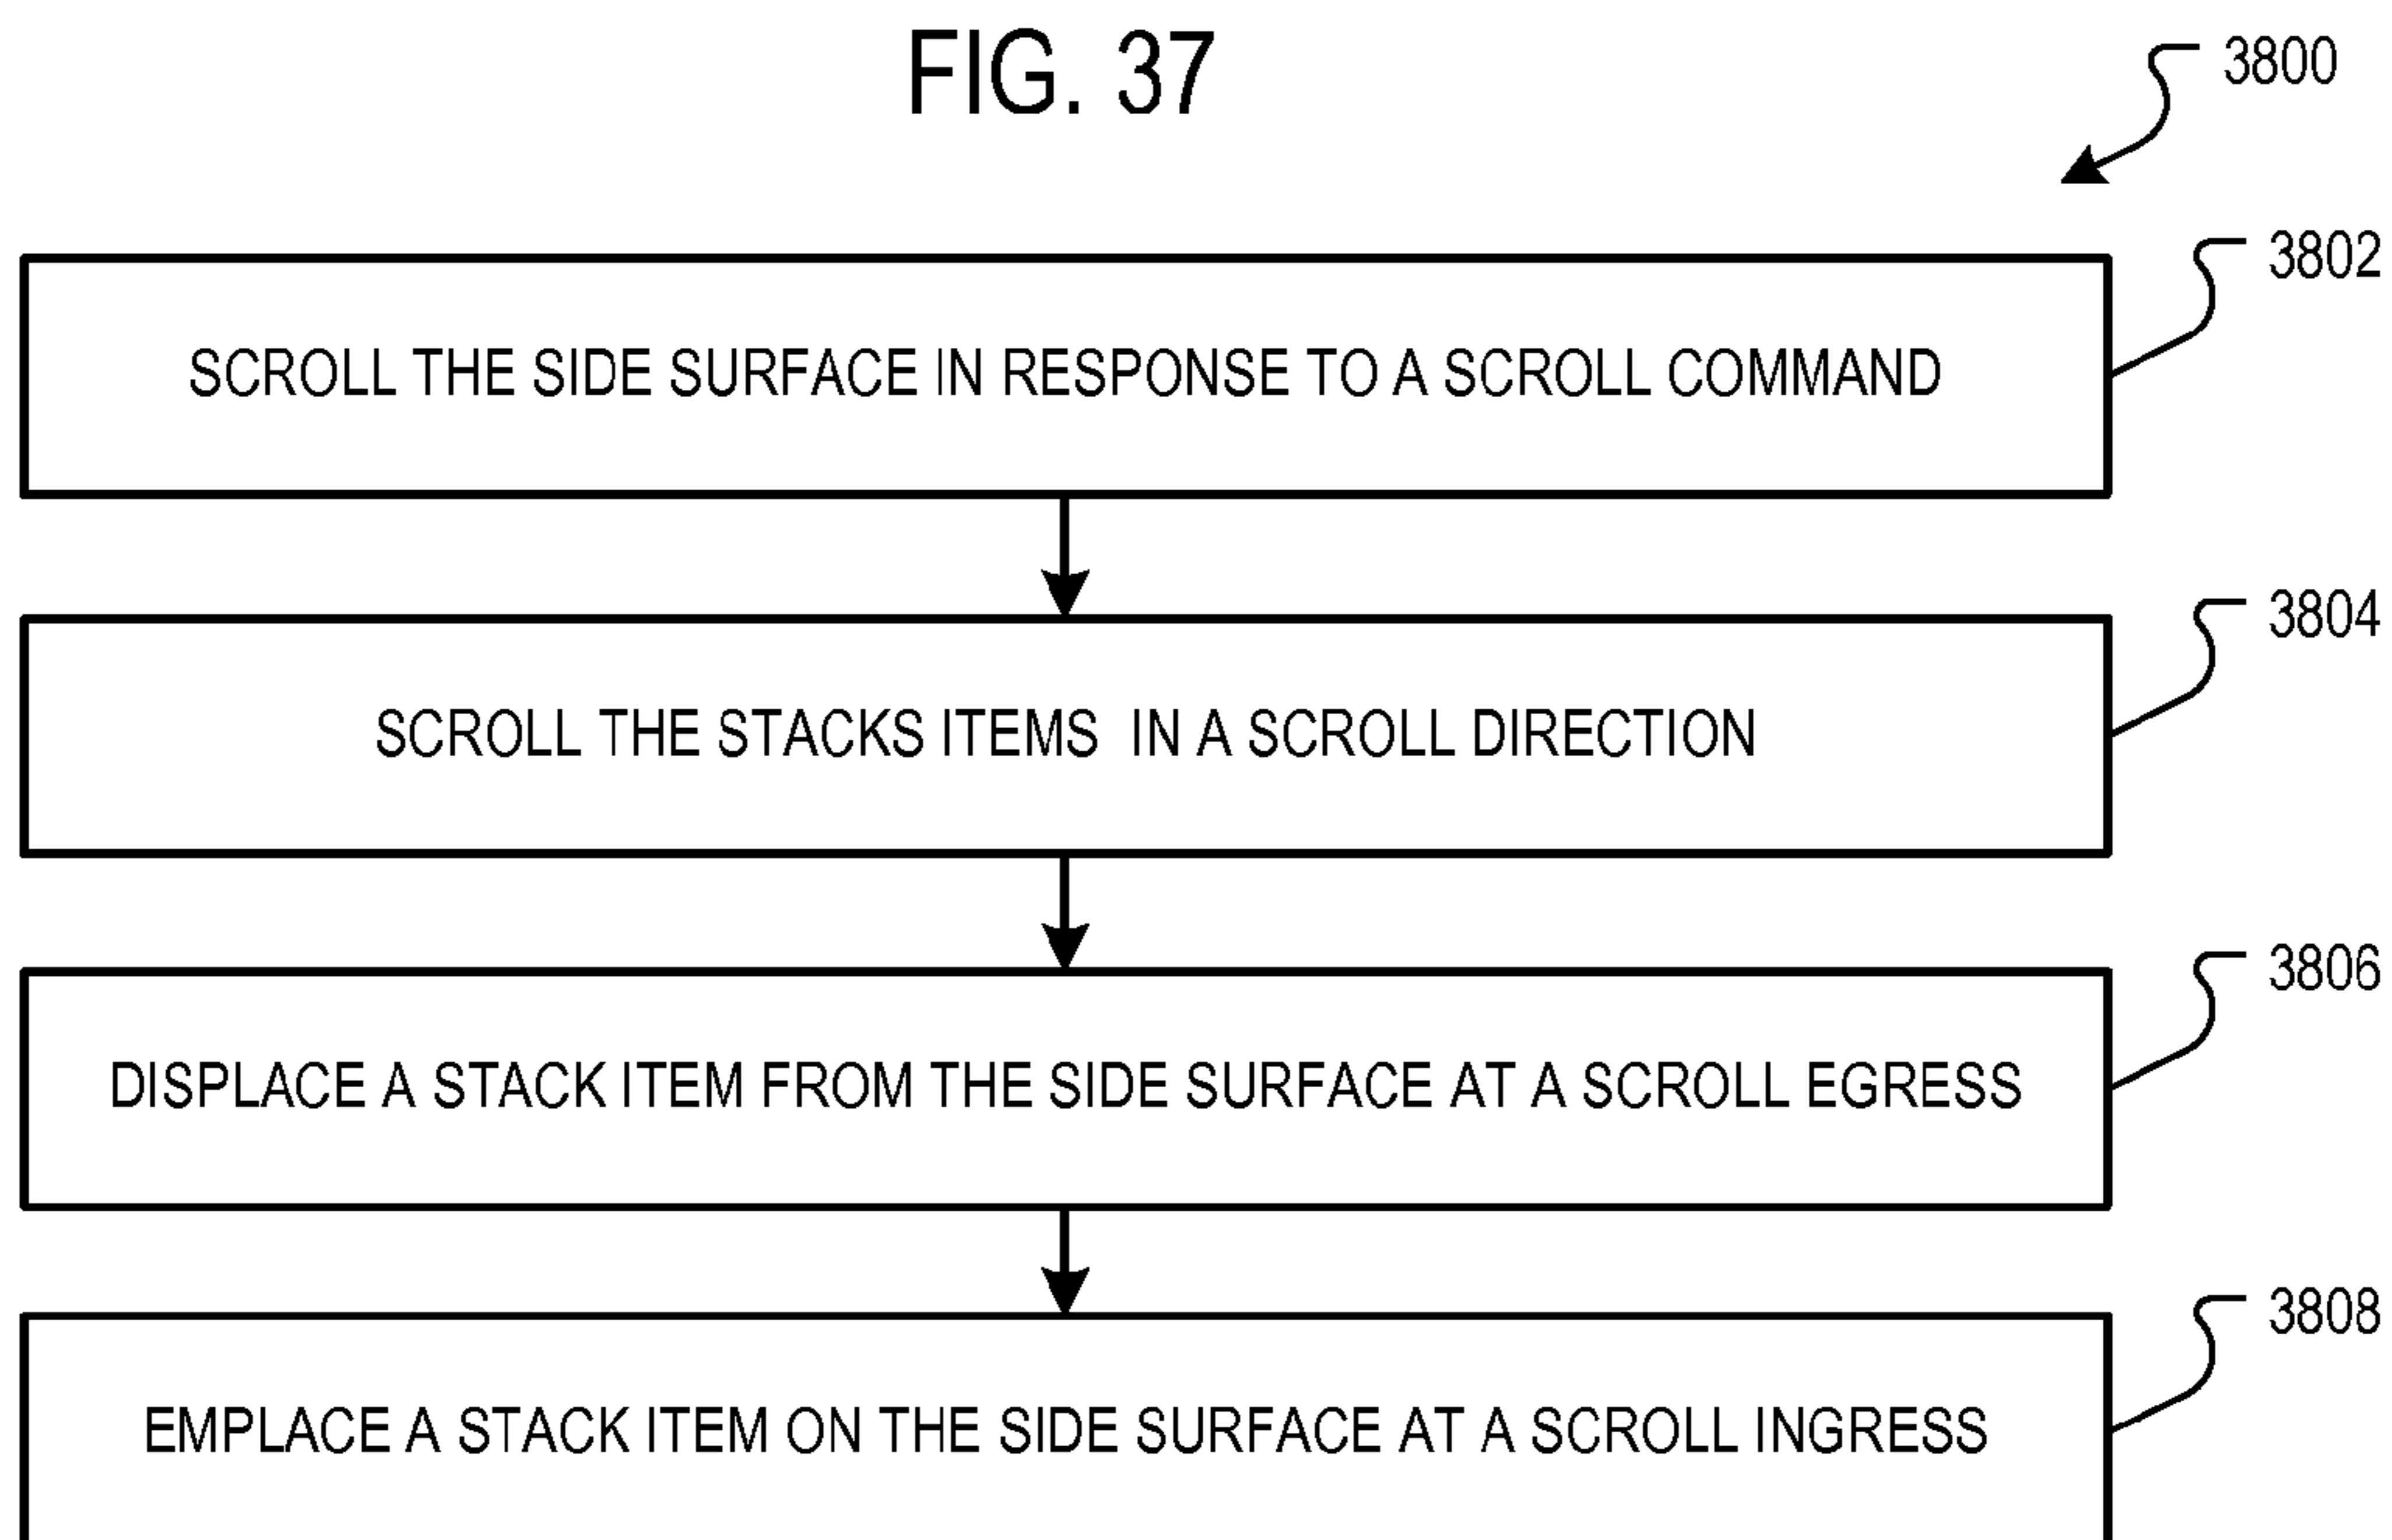 FIG. 37
3800
3802
SCROLL THE SIDE SURFACE IN RESPONSE TO A SCROLL COMMAND
3804
SCROLL THE STACKS ITEMS IN A SCROLL DIRECTION
3806
DISPLACE A STACK ITEM FROM THE SIDE SURFACE AT A SCROLL EGRESS
3808
EMPLACE A STACK ITEM ON THE SIDE SURFACE AT A SCROLL INGRESS